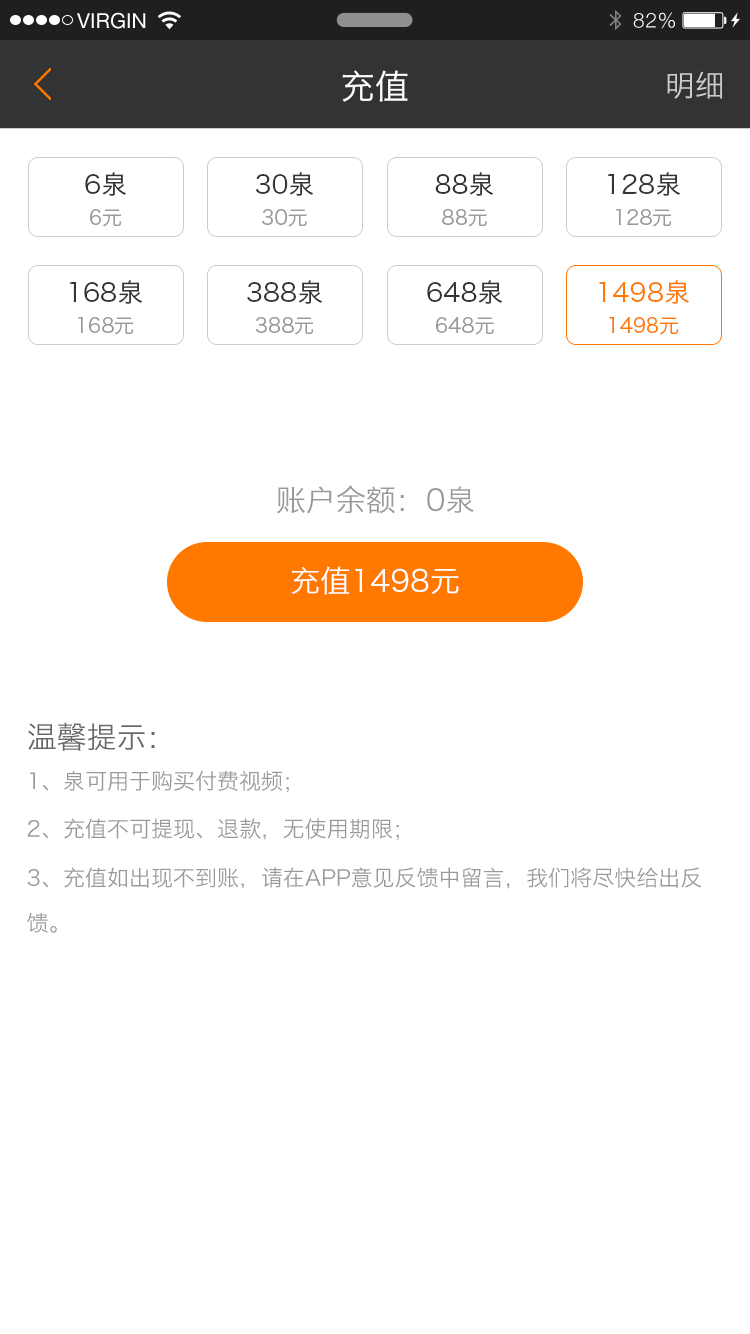 VIRGIN 82%
充值 明细
6泉 30泉 88泉 128泉
6元 30元 88元 128元
168泉 388泉 648泉 1498泉
168元 388元 648元 1498元
账户余额：0泉
充值1498元
温馨提示：
1、泉可用于购买付费视频；
2、充值不可提现、退款，无使用期限；
3、充值如出现不到账，请在APP意见反馈中留言，我们将尽快给出反
馈。